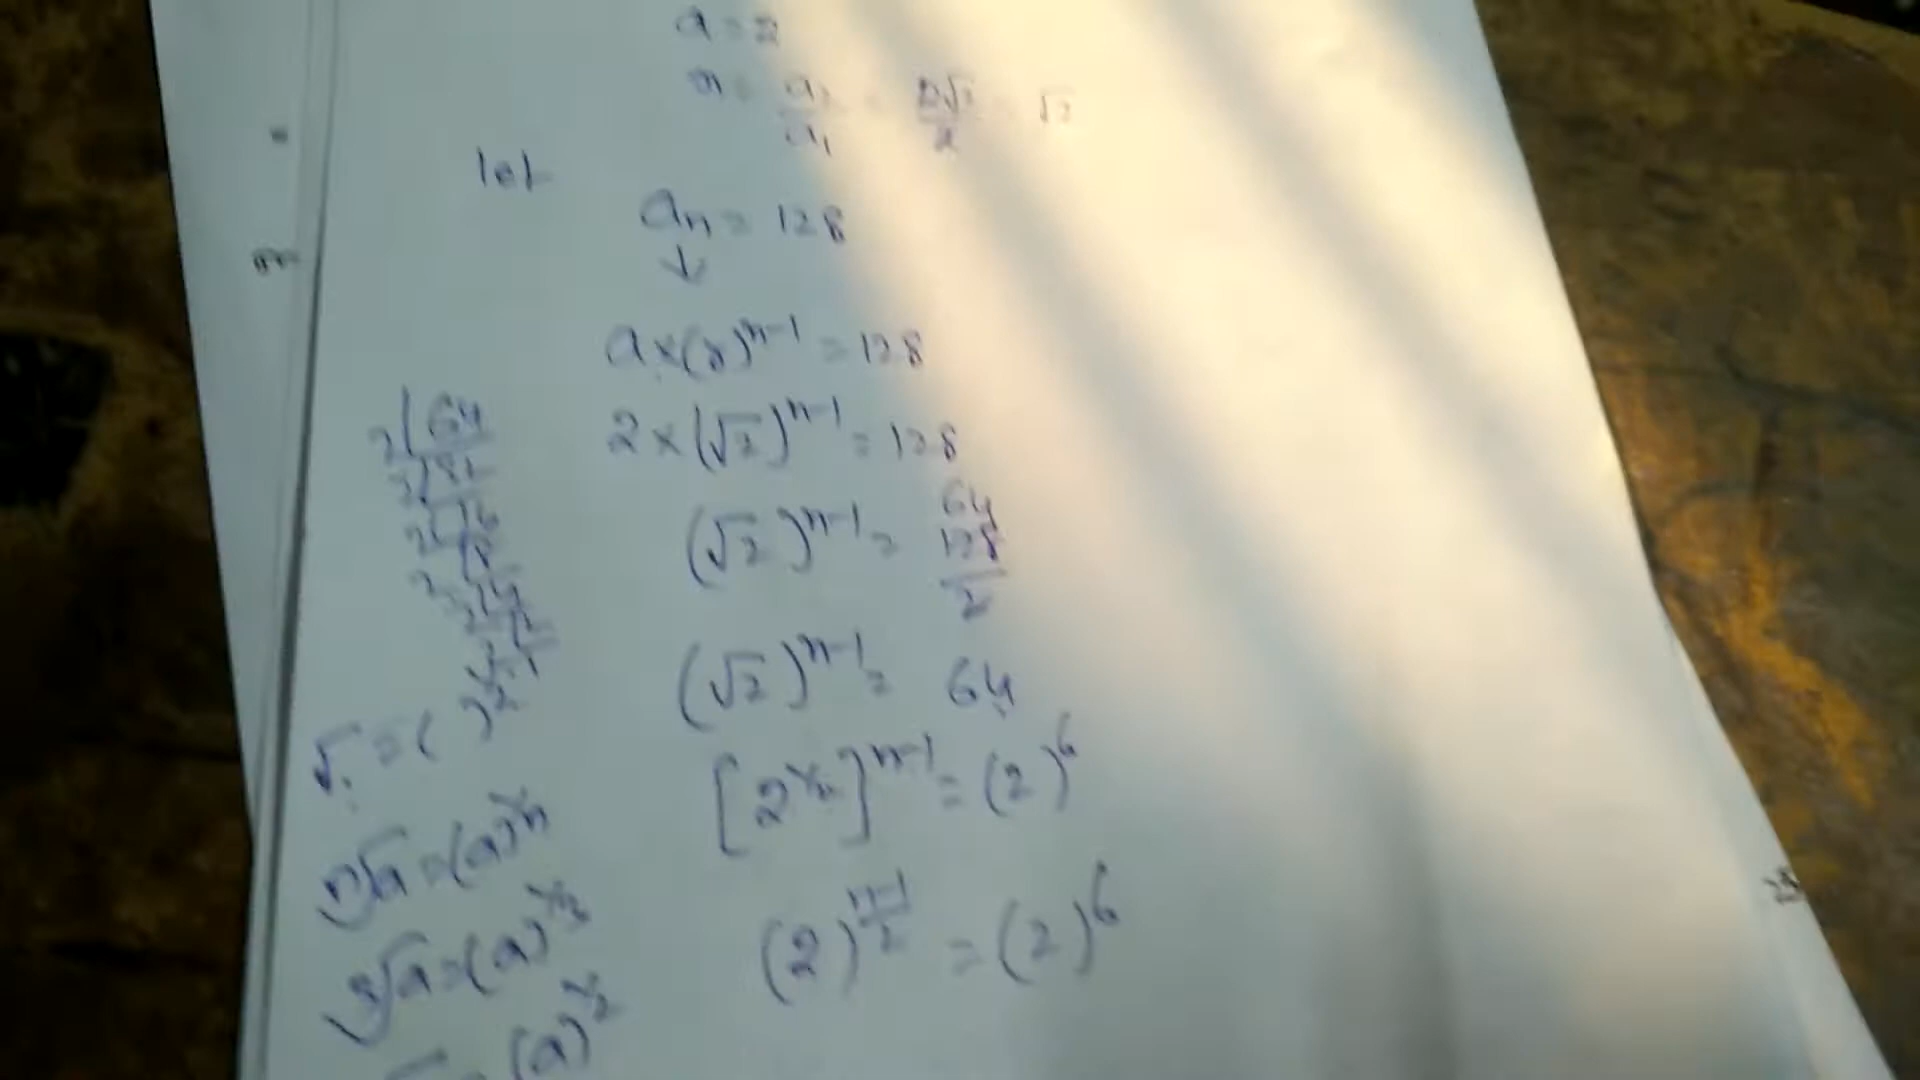 a = 2
r = a₂/a₁ = 2√2/2 = √2
let
aₙ = 128
↓
a×(r)ⁿ⁻¹ = 128
2×(√2)ⁿ⁻¹ = 128
(√2)ⁿ⁻¹ = 64 128/2
(√2)ⁿ⁻¹ = 64
[2^½]ⁿ⁻¹ = (2)⁶
(2)^(n-1/2) = (2)⁶
2|64
2|32
2|16
2|8
2|4
2|2
1
√ = ( )^½
ⁿ√a = (a)^1/n
³√a = (a)^1/3
(a)^½